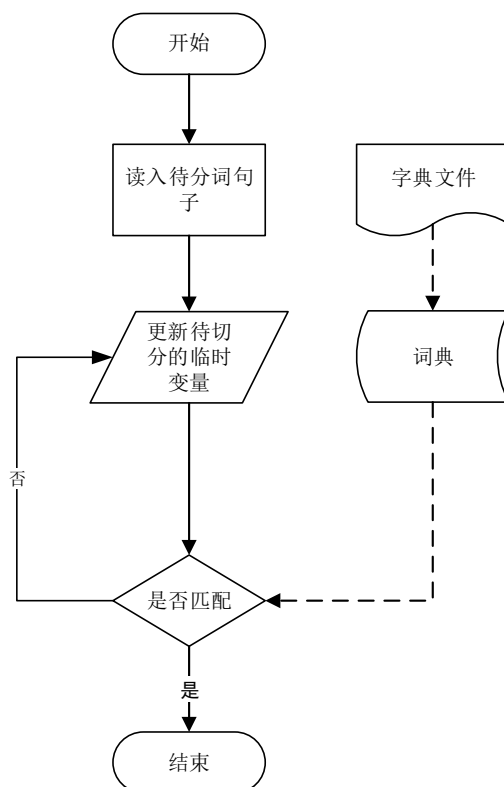 开始
读入待分词句
子
字典文件
更新待切
分的临时
变量
词典
否
是否匹配
是
结束